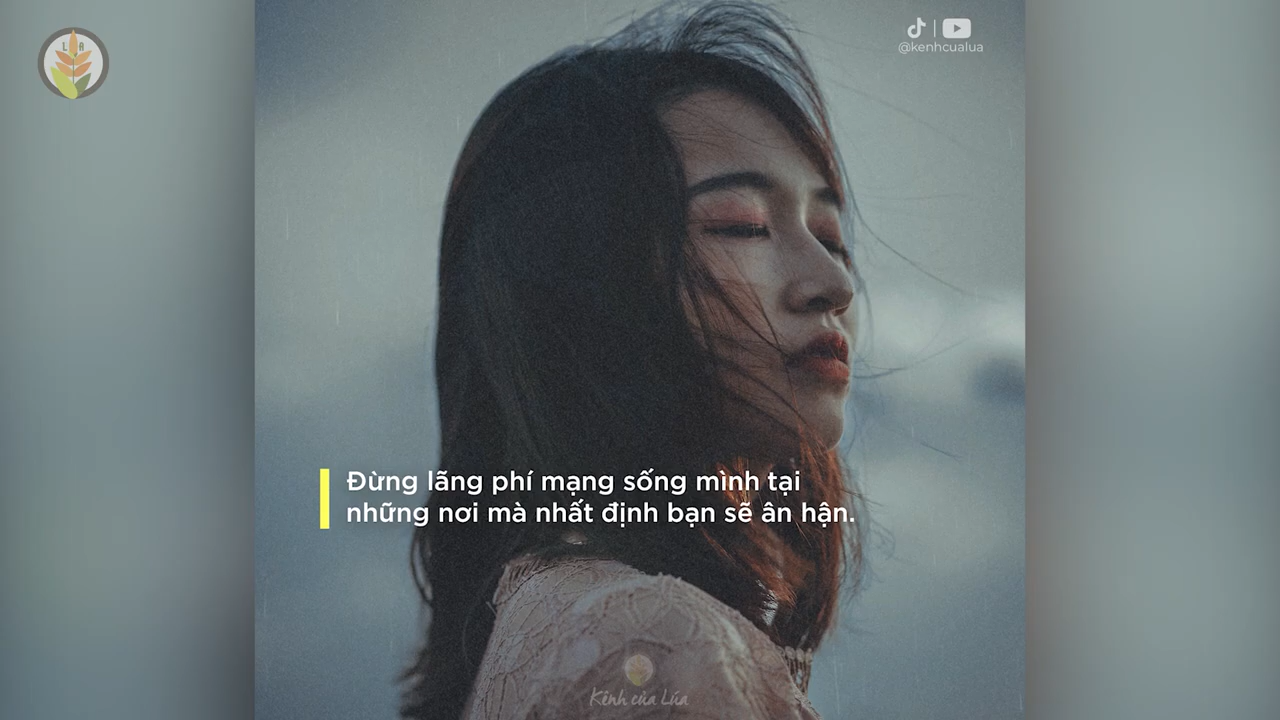 L A
@kenhcualua
Đừng lãng phí mạng sống mình tại
những nơi mà nhất định bạn sẽ ân hận.
Kênh của Lúa